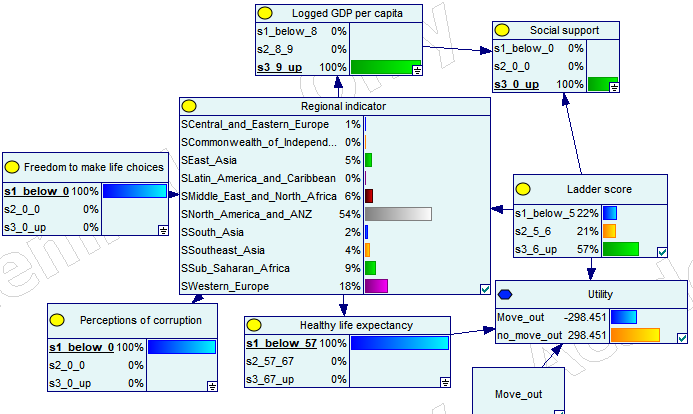 Logged GDP per capita
s1_below_8 0%
s2_8_9 0%
s3_9_up 100%
Social support
s1_below_0 0%
s2_0_0 0%
s3_0_up 100%
Regional indicator
SCentral_and_Eastern_Europe 1%
SCommonwealth_of_Independ... 0%
SEast_Asia 5%
SLatin_America_and_Caribbean 0%
SMiddle_East_and_North_Africa 6%
SNorth_America_and_ANZ 54%
SSouth_Asia 2%
SSoutheast_Asia 4%
SSub_Saharan_Africa 9%
SWestern_Europe 18%
Freedom to make life choices
s1_below_0 100%
s2_0_0 0%
s3_0_up 0%
Ladder score
s1_below_5 22%
s2_5_6 21%
s3_6_up 57%
Perceptions of corruption
s1_below_0 100%
s2_0_0 0%
s3_0_up 0%
Healthy life expectancy
s1_below_57 100%
s2_57_67 0%
s3_67_up 0%
Utility
Move_out -298.451
no_move_out 298.451
Move_out